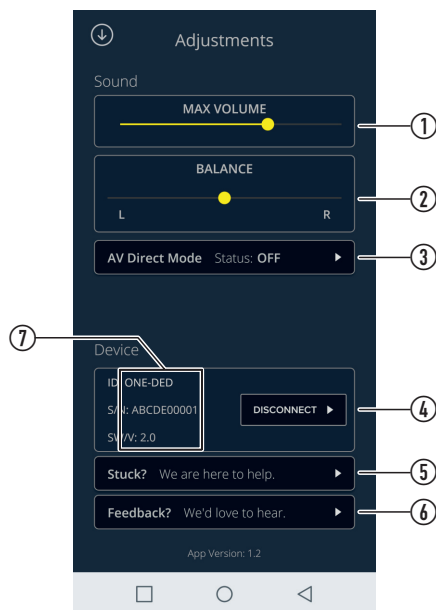 Adjustments
Sound
MAX VOLUME
①
BALANCE
②
L R
AV Direct Mode Status: OFF
③
⑦
Device
ID: ONE-DED
S/N: ABCDE00001
DISCONNECT
④
SW/V: 2.0
Stuck? We are here to help.
⑤
Feedback? We'd love to hear.
⑥
App Version: 1.2